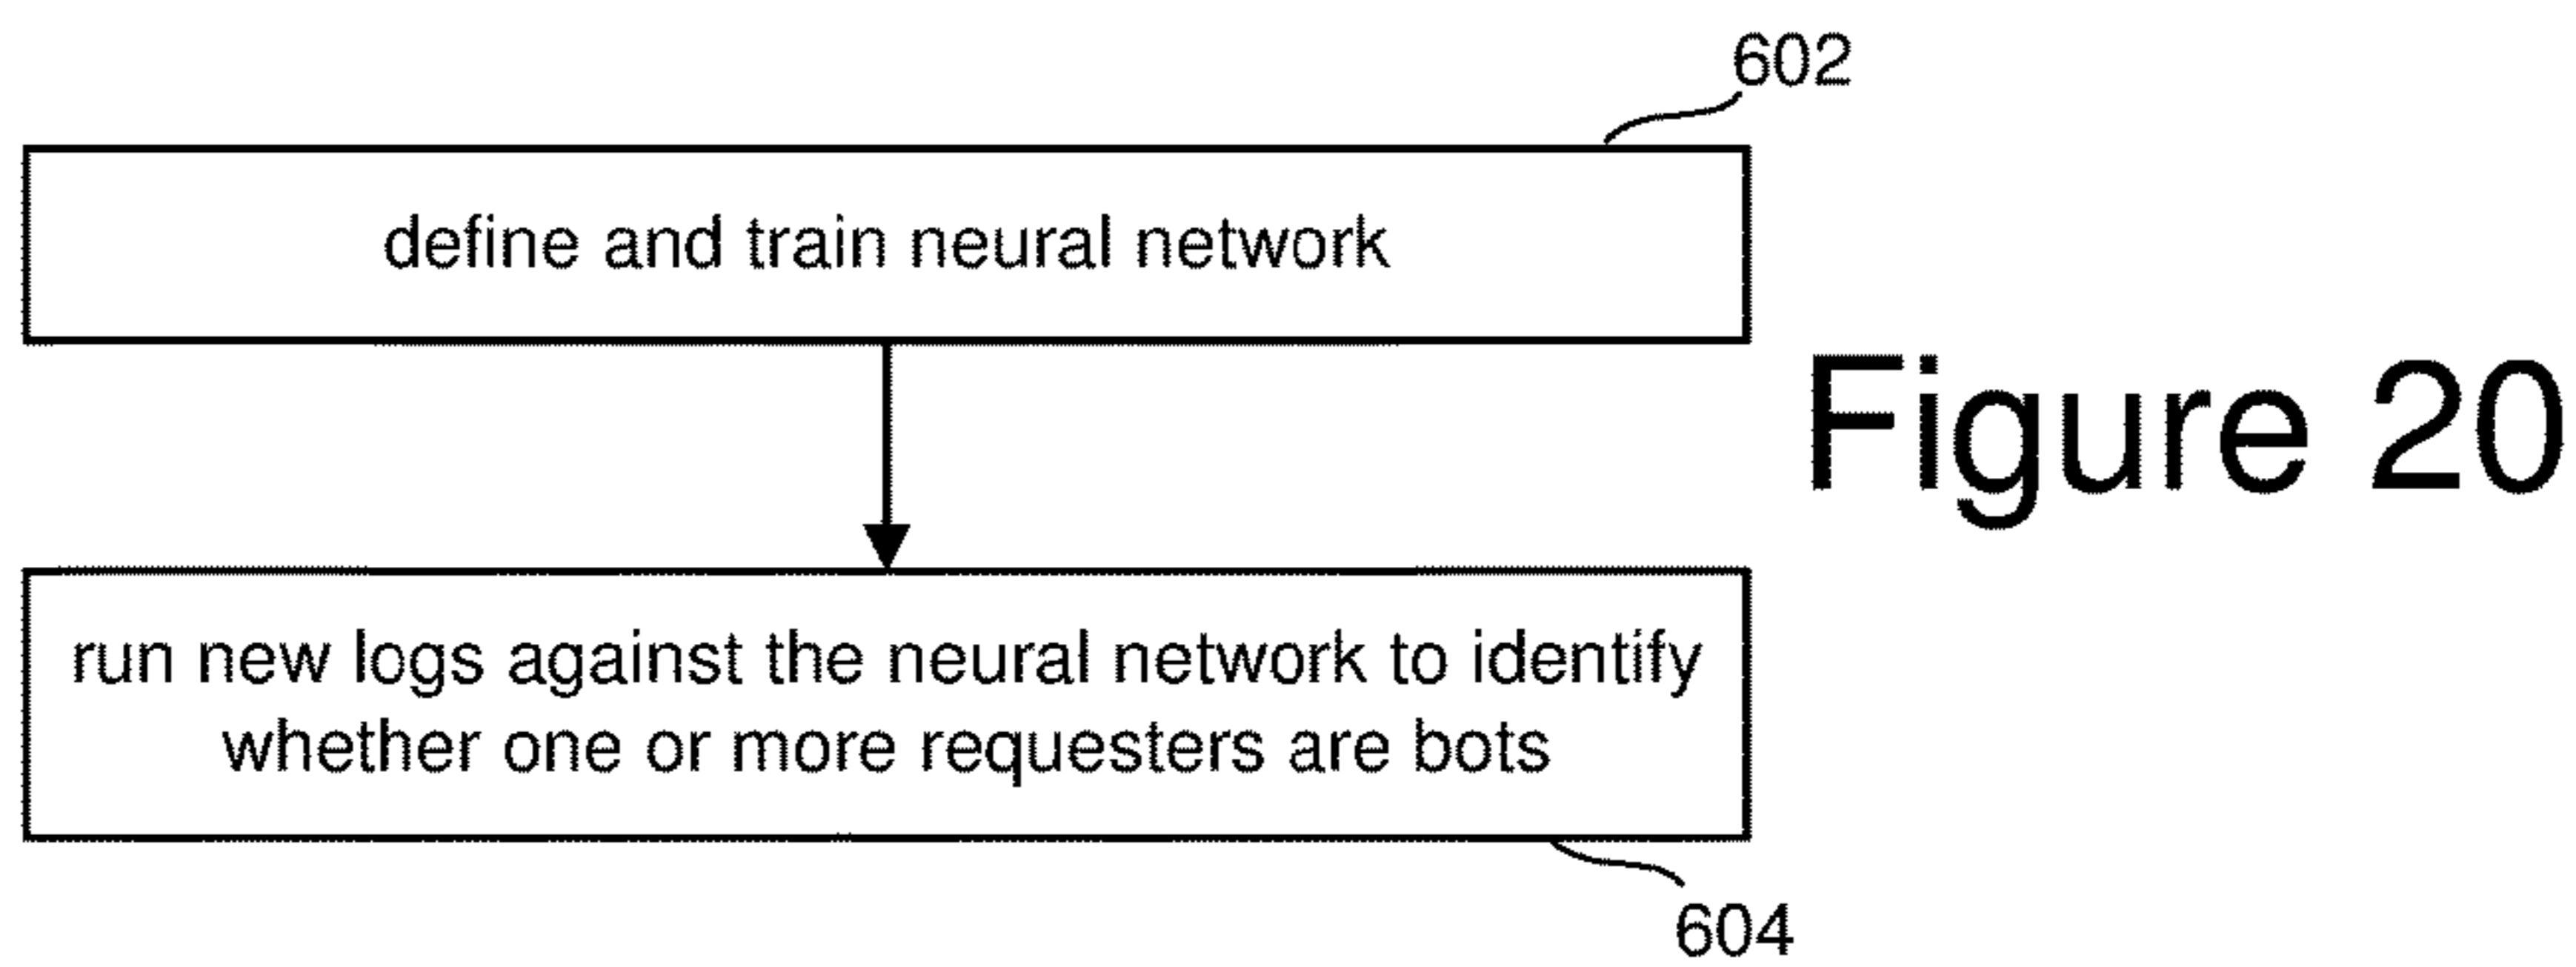 602
define and train neural network
Figure 20
run new logs against the neural network to identify
whether one or more requesters are bots
604